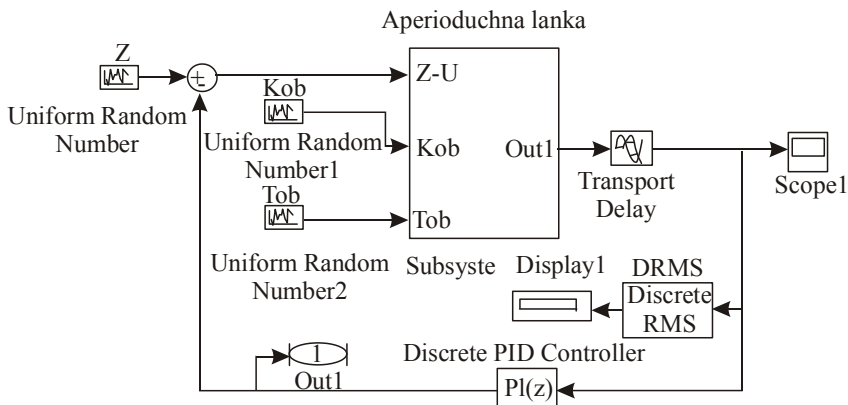 Aperioduchna lanka
Z
Uniform Random
Number
Z-U
Kob
Uniform Random
Number1
Kob
Out1
Transport
Delay
Scope1
Tob
Tob
Uniform Random
Number2
Subsyste
Display1
DRMS
Discrete
RMS
1
Out1
Discrete PID Controller
Pl(z)